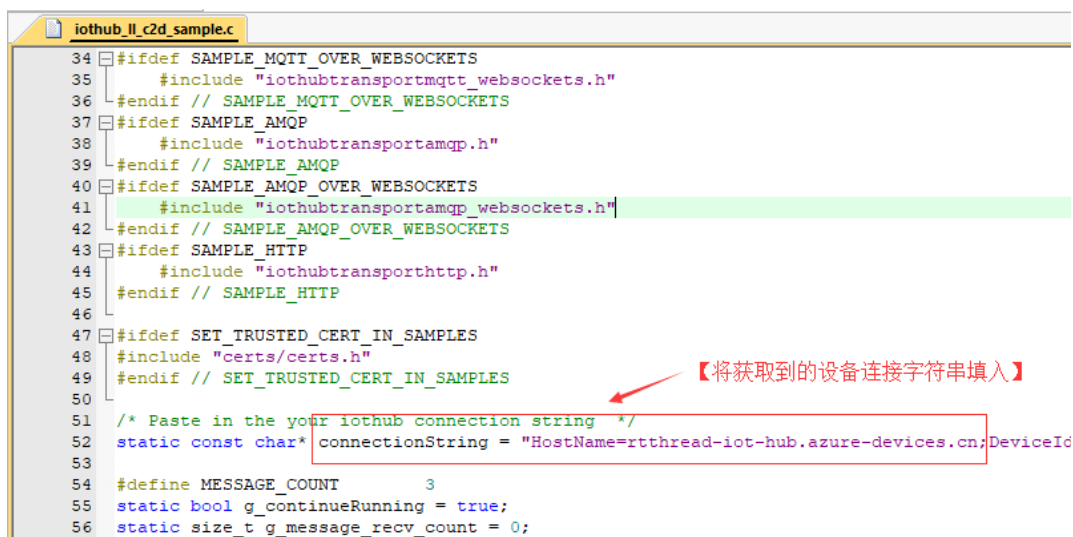 iothub_ll_c2d_sample.c
34 #ifdef SAMPLE_MQTT_OVER_WEBSOCKETS
35 #include "iothubtransportmqtt_websockets.h"
36 #endif // SAMPLE_MQTT_OVER_WEBSOCKETS
37 #ifdef SAMPLE_AMQP
38 #include "iothubtransportamqp.h"
39 #endif // SAMPLE_AMQP
40 #ifdef SAMPLE_AMQP_OVER_WEBSOCKETS
41 #include "iothubtransportamqp_websockets.h"
42 #endif // SAMPLE_AMQP_OVER_WEBSOCKETS
43 #ifdef SAMPLE_HTTP
44 #include "iothubtransporthttp.h"
45 #endif // SAMPLE_HTTP
46
47 #ifdef SET_TRUSTED_CERT_IN_SAMPLES
48 #include "certs/certs.h"
【将获取到的设备连接字符串填入】
49 #endif // SET_TRUSTED_CERT_IN_SAMPLES
50
51 /* Paste in the your iothub connection string */
52 static const char* connectionString = "HostName=rtthread-iot-hub.azure-devices.cn;DeviceId
53
54 #define MESSAGE_COUNT 3
55 static bool g_continueRunning = true;
56 static size_t g_message_recv_count = 0;